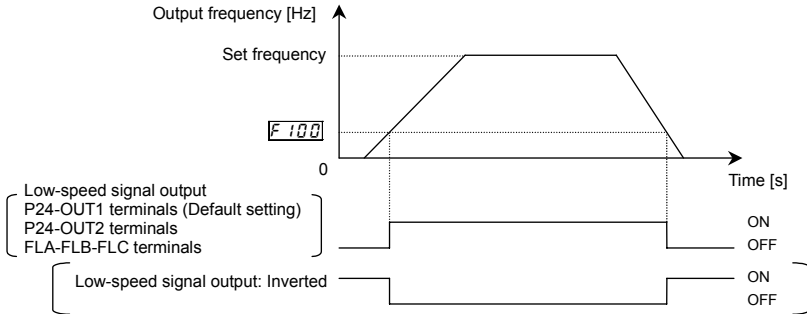 Output frequency [Hz]
Set frequency
F100
0
Time [s]
Low-speed signal output
P24-OUT1 terminals (Default setting)
P24-OUT2 terminals
FLA-FLB-FLC terminals
ON
OFF
Low-speed signal output: Inverted
ON
OFF